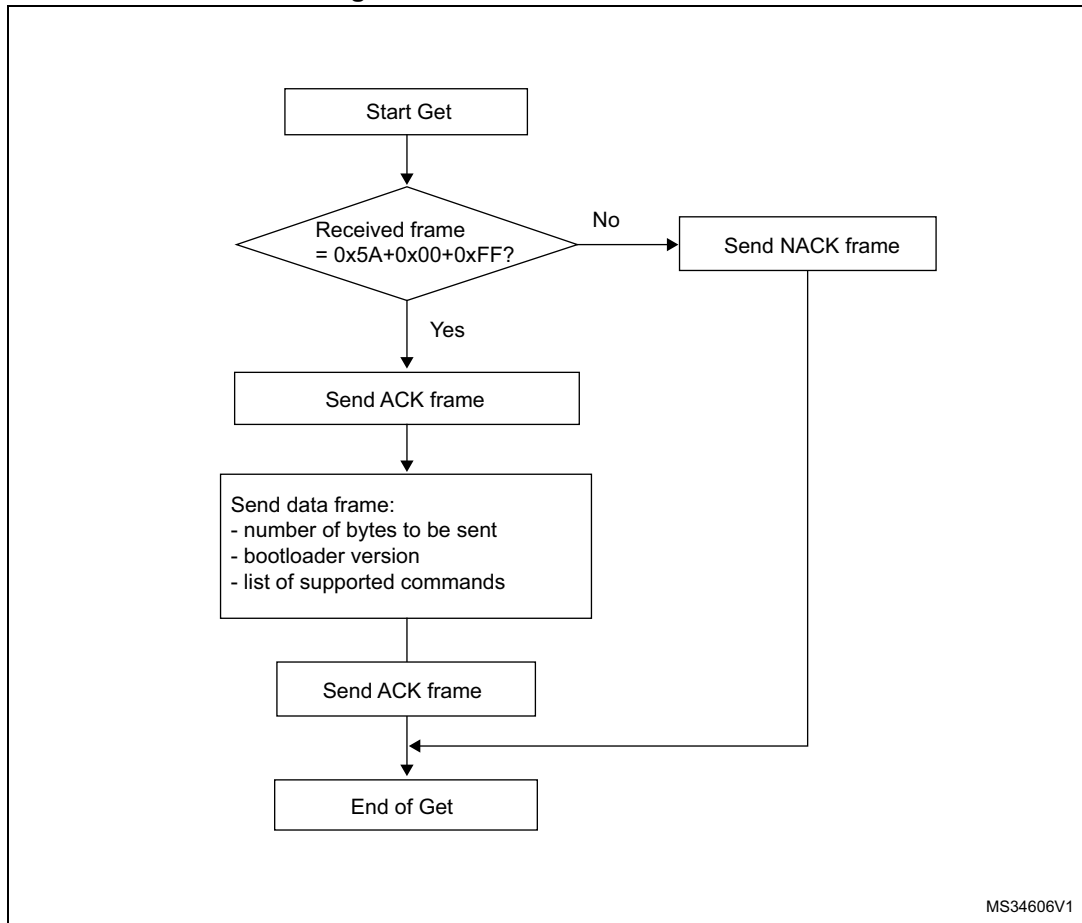 Start Get
Received frame
= 0x5A+0x00+0xFF?
No
Send NACK frame
Yes
Send ACK frame
Send data frame:
- number of bytes to be sent
- bootloader version
- list of supported commands
Send ACK frame
End of Get
MS34606V1